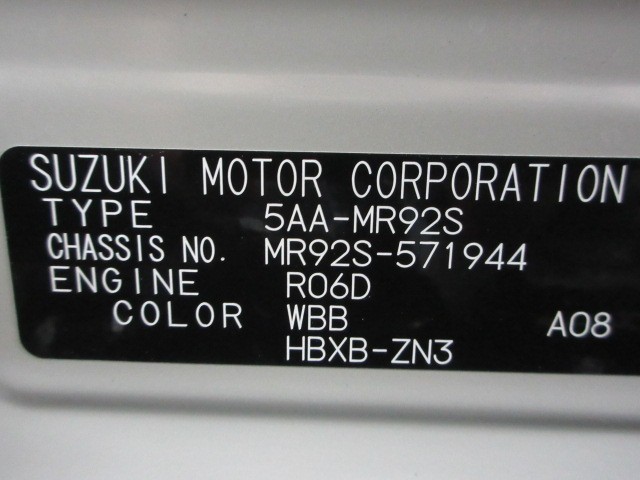 SUZUKI MOTOR CORPORATION
TYPE 5AA-MR92S
CHASSIS NO. MR92S-571944
ENGINE R06D
COLOR WBB A08
HBXB-ZN3